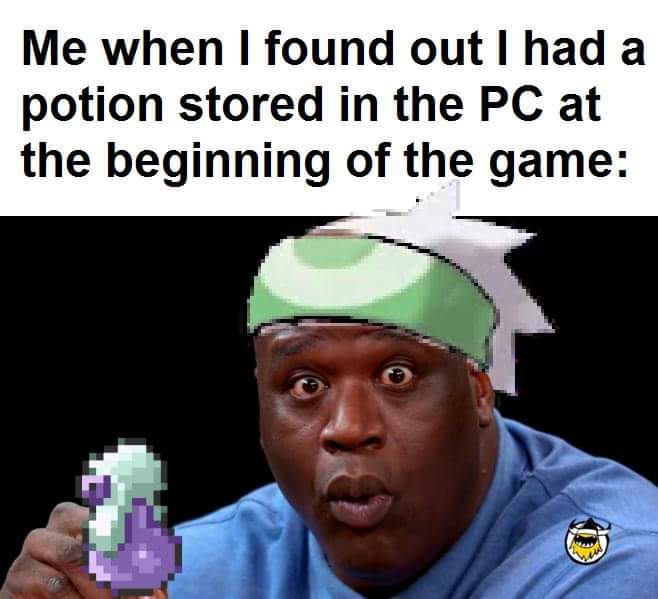 Me when I found out I had a
potion stored in the PC at
the beginning of the game: